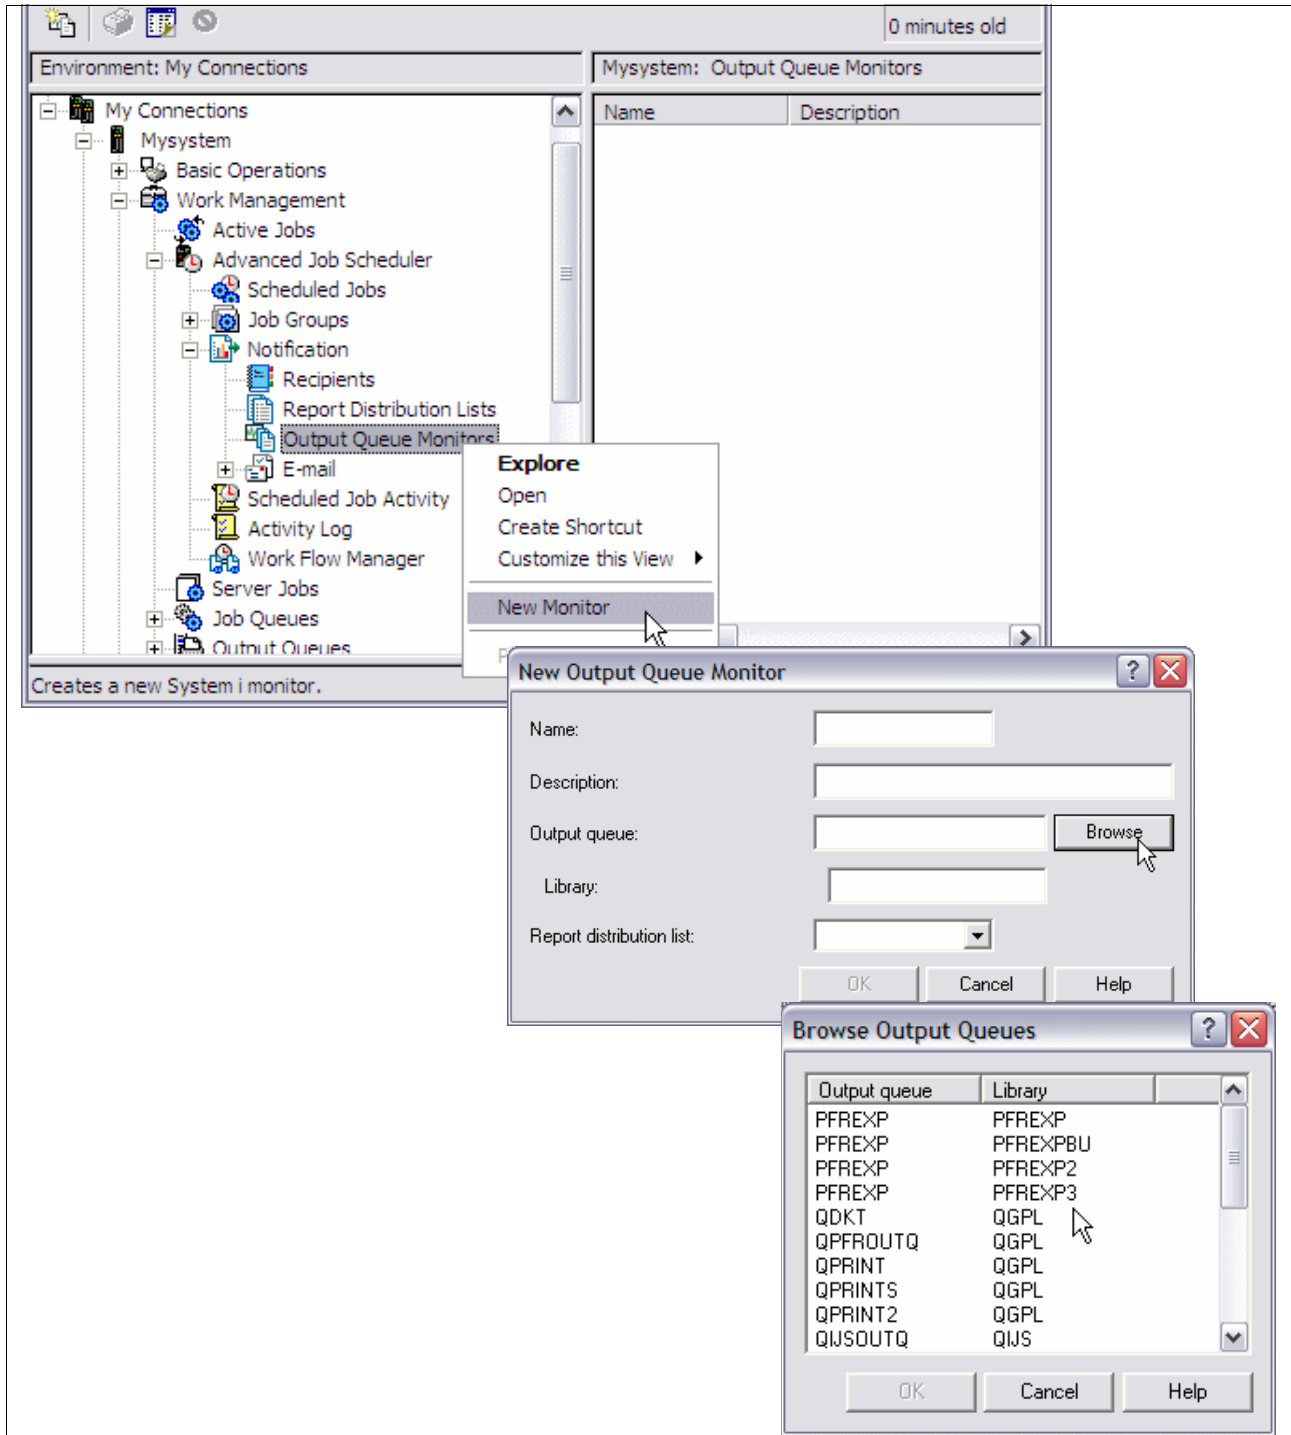 0 minutes old
Environment: My Connections
Mysystem: Output Queue Monitors
My Connections
Mysystem
Basic Operations
Work Management
Active Jobs
Advanced Job Scheduler
Scheduled Jobs
Job Groups
Notification
Recipients
Report Distribution Lists
Output Queue Monitors
E-mail
Scheduled Job Activity
Activity Log
Work Flow Manager
Server Jobs
Job Queues
Output Queues
Name Description
Explore
Open
Create Shortcut
Customize this View
New Monitor
Creates a new System i monitor.
New Output Queue Monitor
Name:
Description:
Output queue: Browse
Library:
Report distribution list:
OK Cancel Help
Browse Output Queues
Output queue Library
PFREXP PFREXP
PFREXP PFREXPBU
PFREXP PFREXP2
PFREXP PFREXP3
QDKT QGPL
QPFROUTQ QGPL
QPRINT QGPL
QPRINTS QGPL
QPRINT2 QGPL
QIJSOUTQ QIJS
OK Cancel Help